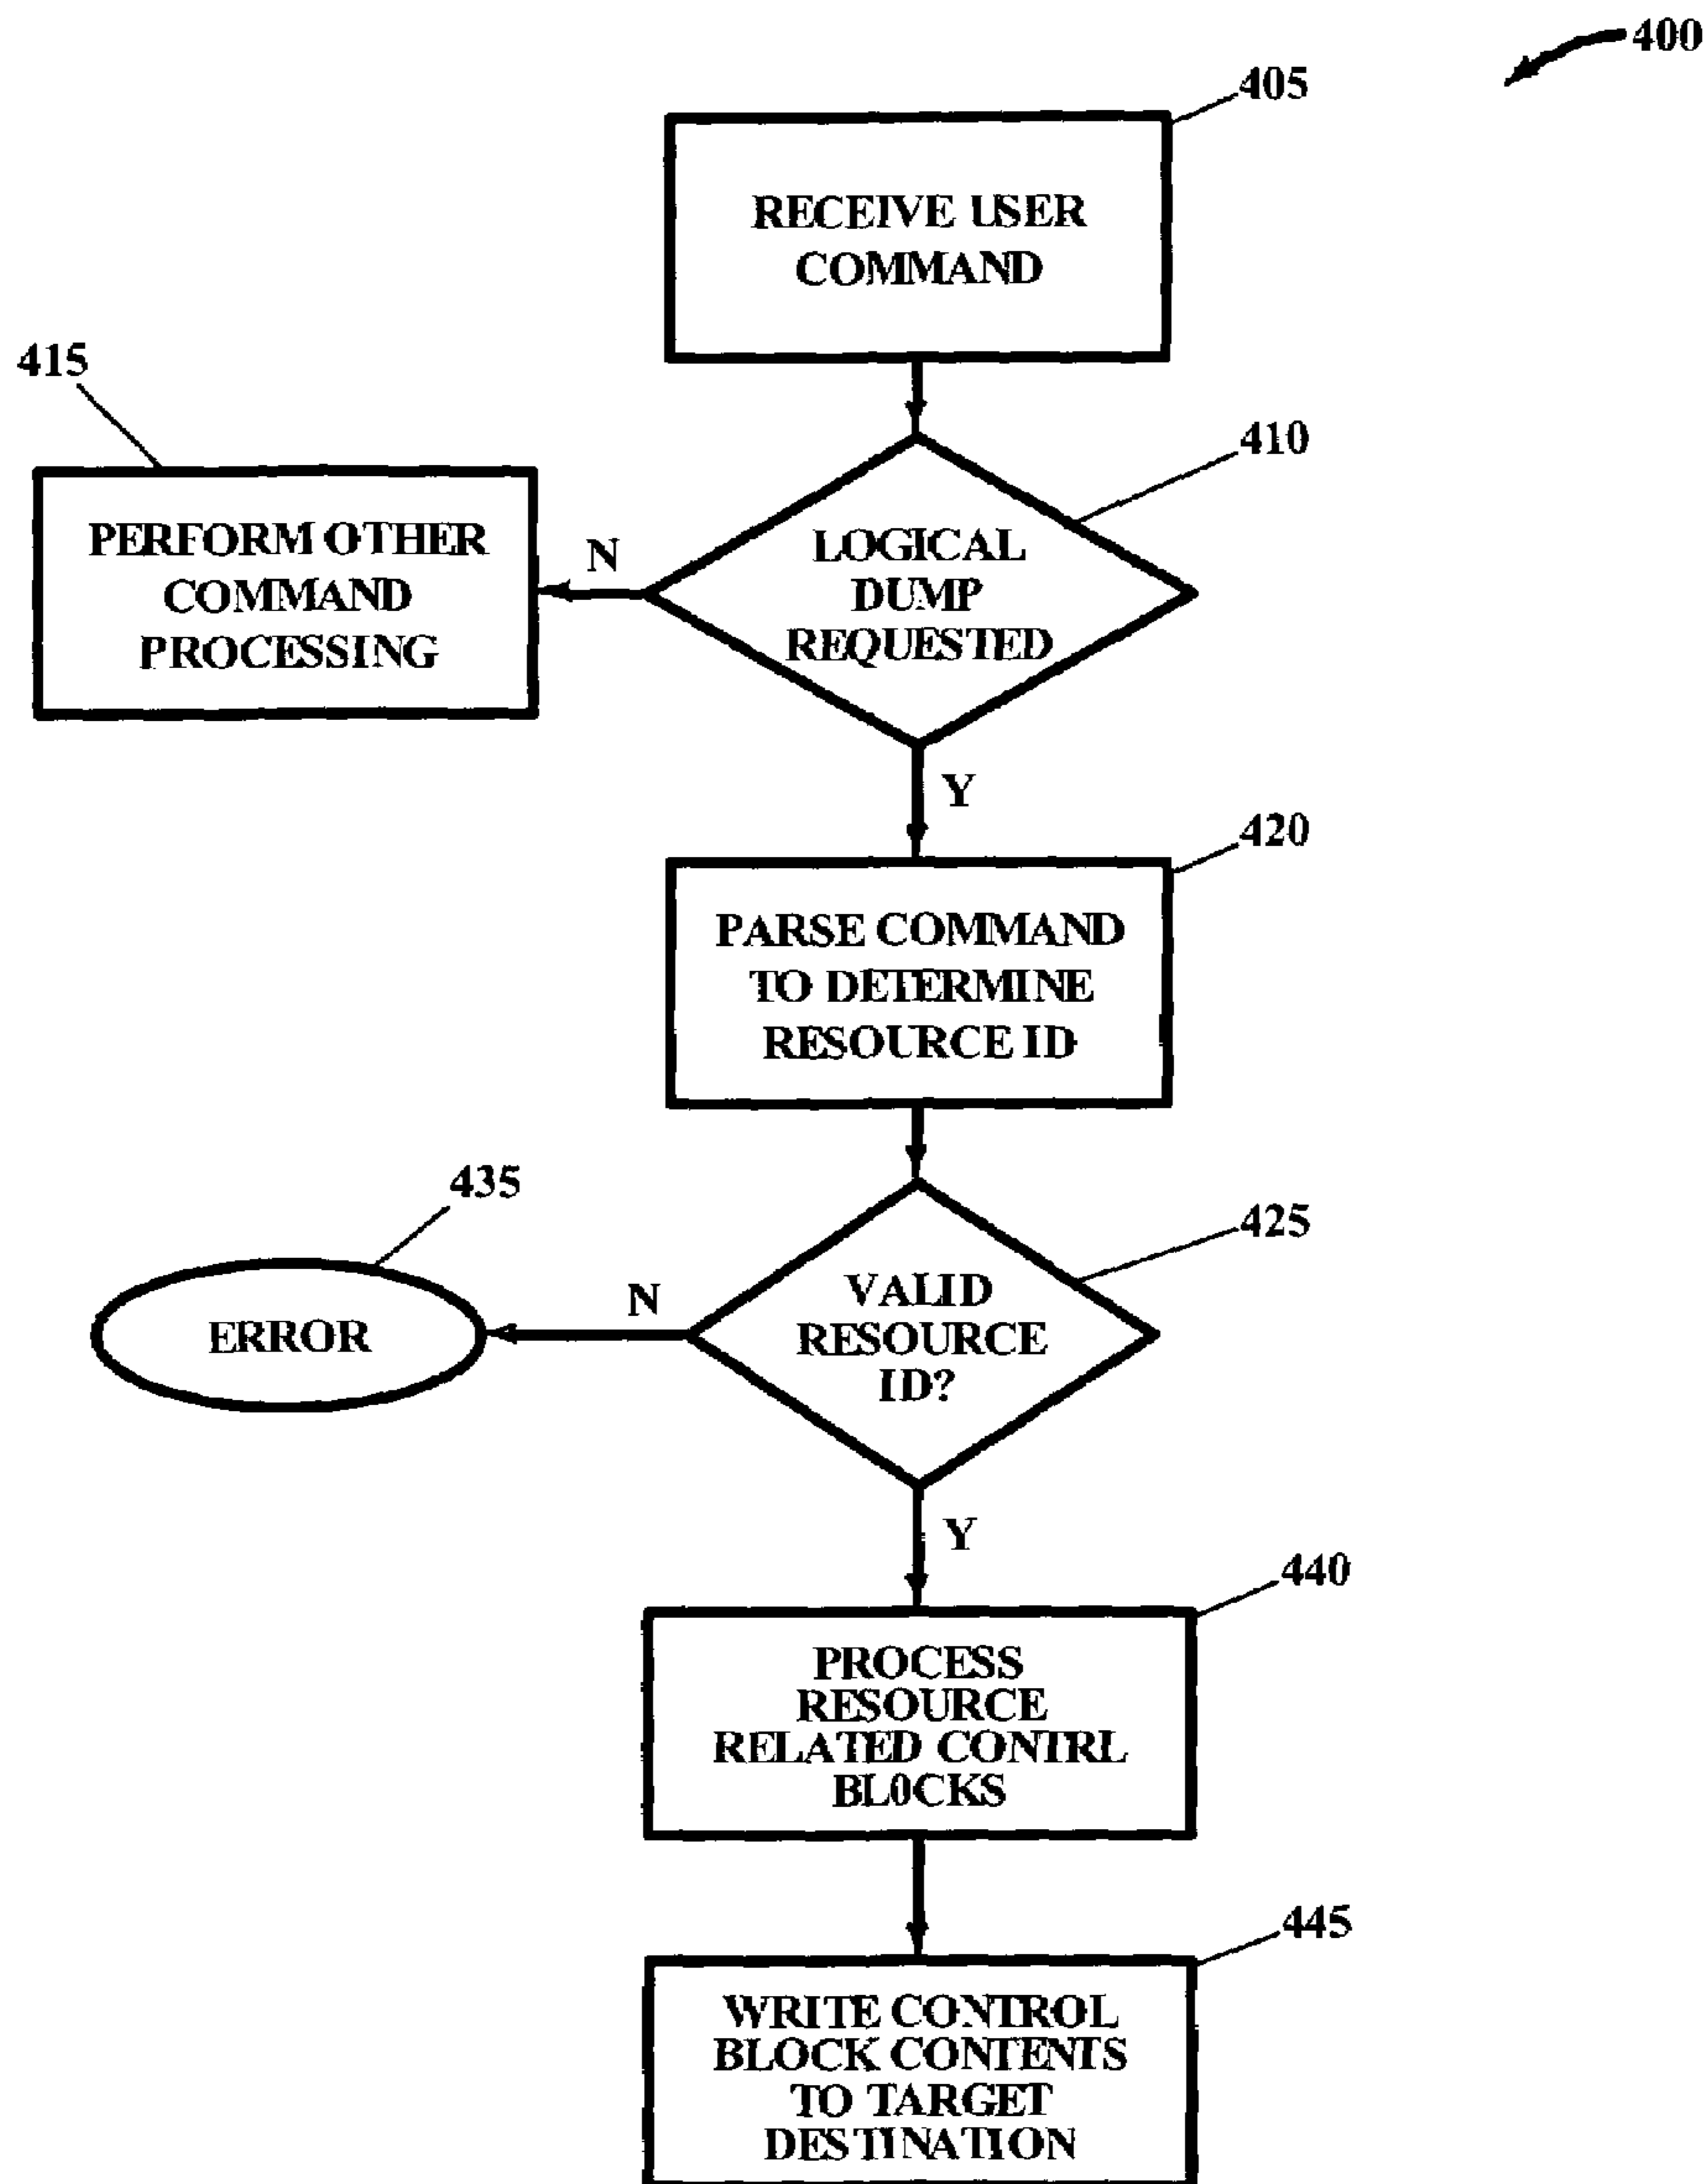 400
405
RECEIVE USER
COMMAND
415
410
PERFORM OTHER
COMMAND
PROCESSING
N
LOGICAL
DUMP
REQUESTED
Y
420
PARSE COMMAND
TO DETERMINE
RESOURCE ID
435
425
ERROR
N
VALID
RESOURCE
ID?
Y
440
PROCESS
RESOURCE
RELATED CONTRL
BL0CKS
445
WRITE CONTROL
BLOCK CONTENTS
TO TARGET
DESTINATION